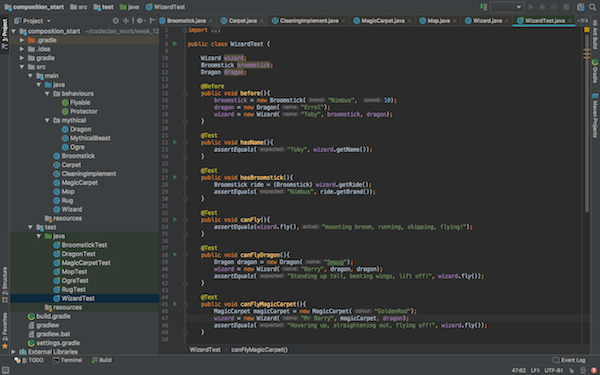 composition_start
src
test
java
WizardTest
Project
Broomstick.java
Carpet.java
CleaningImplement.java
MagicCarpet.java
Mop.java
Wizard.java
WizardTest.java
composition_start ~/codeclan_work/week_12
.gradle
.idea
gradle
src
main
java
behaviours
Flyable
Protector
mythical
Dragon
MythicalBeast
Ogre
Broomstick
Carpet
CleaningImplement
MagicCarpet
Mop
Rug
Wizard
resources
test
java
BroomstickTest
DragonTest
MagicCarpetTest
MopTest
OgreTest
RugTest
WizardTest
resources
build.gradle
gradlew
gradlew.bat
settings.gradle
External Libraries
import ...
public class WizardTest {
Wizard wizard;
Broomstick broomstick;
Dragon dragon;
@Before
public void before(){
broomstick = new Broomstick( brand: "Nimbus", speed: 10);
dragon = new Dragon( name: "Errol");
wizard = new Wizard( name: "Toby", broomstick, dragon);
}
@Test
public void hasName(){
assertEquals( expected: "Toby", wizard.getName());
}
@Test
public void hasBroomstick(){
Broomstick ride = (Broomstick) wizard.getRide();
assertEquals( expected: "Nimbus", ride.getBrand());
}
@Test
public void canFly(){
assertEquals(wizard.fly(), actual: "mounting broom, running, skipping, flying!");
}
@Test
public void canFlyDragon(){
Dragon dragon = new Dragon( name: "Smaug");
wizard = new Wizard( name: "Barry", dragon, dragon);
assertEquals( expected: "Standing up tall, beating wings, lift off!", wizard.fly());
}
@Test
public void canFlyMagicCarpet(){
MagicCarpet magicCarpet = new MagicCarpet( colour: "GoldenRod");
wizard = new Wizard( name: "Mr Barry", magicCarpet, dragon);
assertEquals( expected: "Hovering up, straightening out, flying off!", wizard.fly());
WizardTest
canFlyMagicCarpet()
1: Project
7: Structure
2: Favorites
Ant Build
Gradle
Maven Projects
6: TODO
Terminal
Build
Event Log
47:62
UTF-8